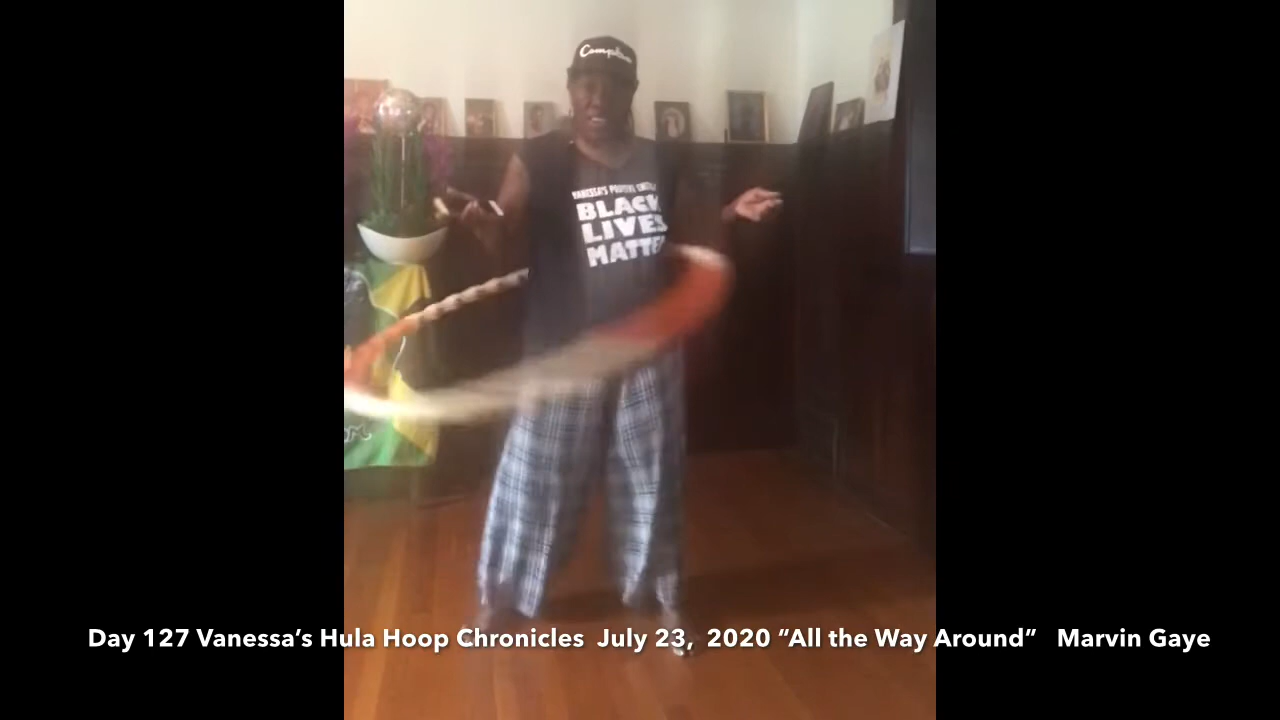 Compton
VANESSA'S
BLACK
LIVES
MATTER
Day 127 Vanessa's Hula Hoop Chronicles  July 23,  2020 “All the Way Around”   Marvin Gaye